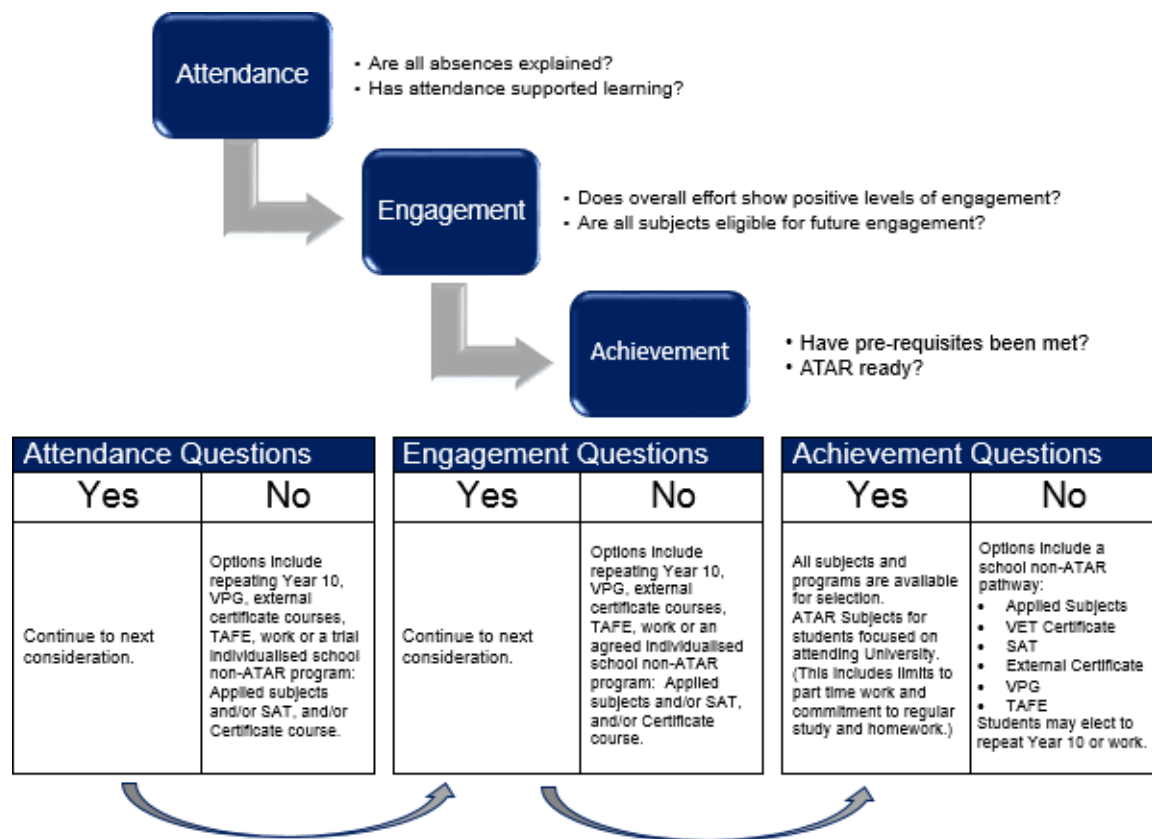 Attendance
• Are all absences explained?
• Has attendance supported learning?
Engagement
• Does overall effort show positive levels of engagement?
• Are all subjects eligible for future engagement?
Achievement
• Have pre-requisites been met?
• ATAR ready?
Attendance Questions
Yes
No
Continue to next
consideration.
Options include
repeating Year 10,
VPG, external
certificate courses,
TAFE, work or a trial
individualised school
non-ATAR program:
Applied subjects
and/or SAT, and/or
Certificate course.
Engagement Questions
Yes
No
Continue to next
consideration.
Options include
repeating Year 10,
VPG, external
certificate courses,
TAFE, work or an
agreed individualised
school non-ATAR
program: Applied
subjects and/or SAT,
and/or Certificate
course.
Achievement Questions
Yes
No
All subjects and
programs are available
for selection.
ATAR Subjects for
students focused on
attending University.
(This includes limits to
part time work and
commitment to regular
study and homework.)
Options include a
school non-ATAR
pathway:
• Applied Subjects
• VET Certificate
• SAT
• External Certificate
• VPG
• TAFE
Students may elect to
repeat Year 10 or work.